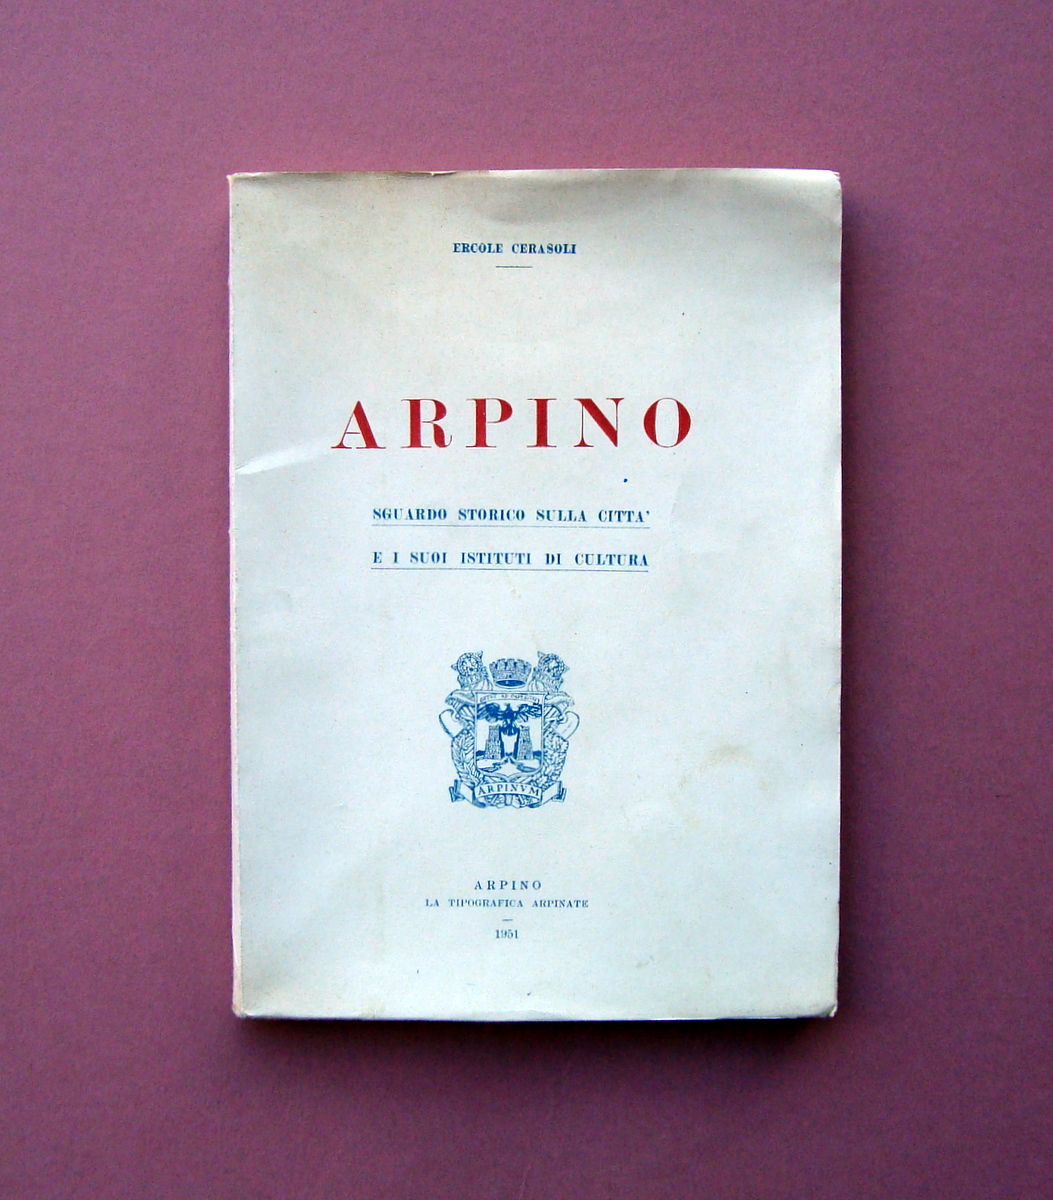 ERCOLE CERASOLI
ARPINO
SGUARDO STORICO SULLA CITTA'
E I SUOI ISTITUTI DI CULTURA
ARPINVM
ARPINO
LA TIPOGRAFICA ARPINATE
1951